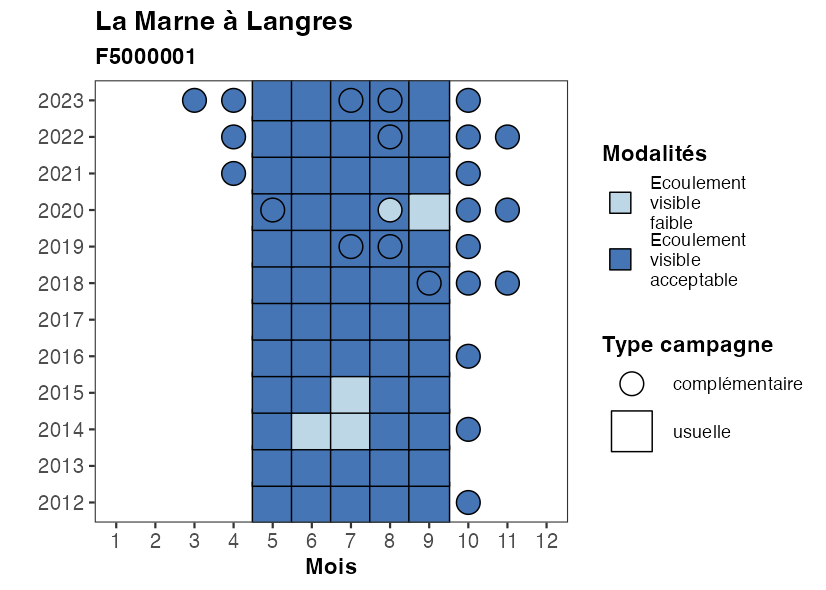 La Marne à Langres
F5000001
2023
2022
2021
2020
2019
2018
2017
2016
2015
2014
2013
2012
1 2 3 4 5 6 7 8 9 10 11 12
Mois
Modalités
Ecoulement
visible
faible
Ecoulement
visible
acceptable
Type campagne
complémentaire
usuelle